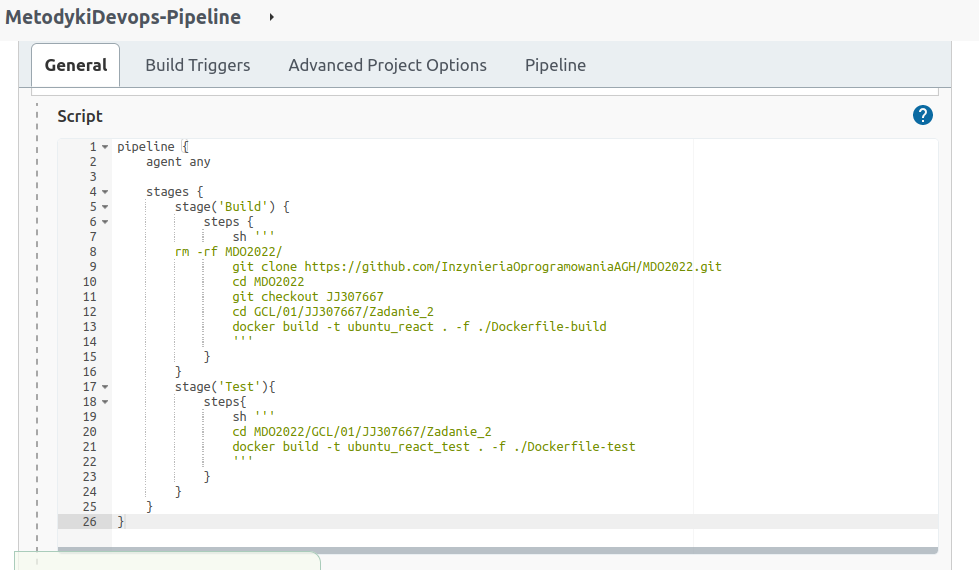 MetodykiDevops-Pipeline
General Build Triggers Advanced Project Options Pipeline
Script ?
1 pipeline {
2     agent any
3
4     stages {
5         stage('Build') {
6             steps {
7                 sh '''
8         rm -rf MDO2022/
9                 git clone https://github.com/InzynieriaOprogramowaniaAGH/MDO2022.git
10                 cd MDO2022
11                 git checkout JJ307667
12                 cd GCL/01/JJ307667/Zadanie_2
13                 docker build -t ubuntu_react . -f ./Dockerfile-build
14                 '''
15             }
16         }
17         stage('Test'){
18             steps{
19                 sh '''
20                 cd MDO2022/GCL/01/JJ307667/Zadanie_2
21                 docker build -t ubuntu_react_test . -f ./Dockerfile-test
22                 '''
23             }
24         }
25     }
26 }